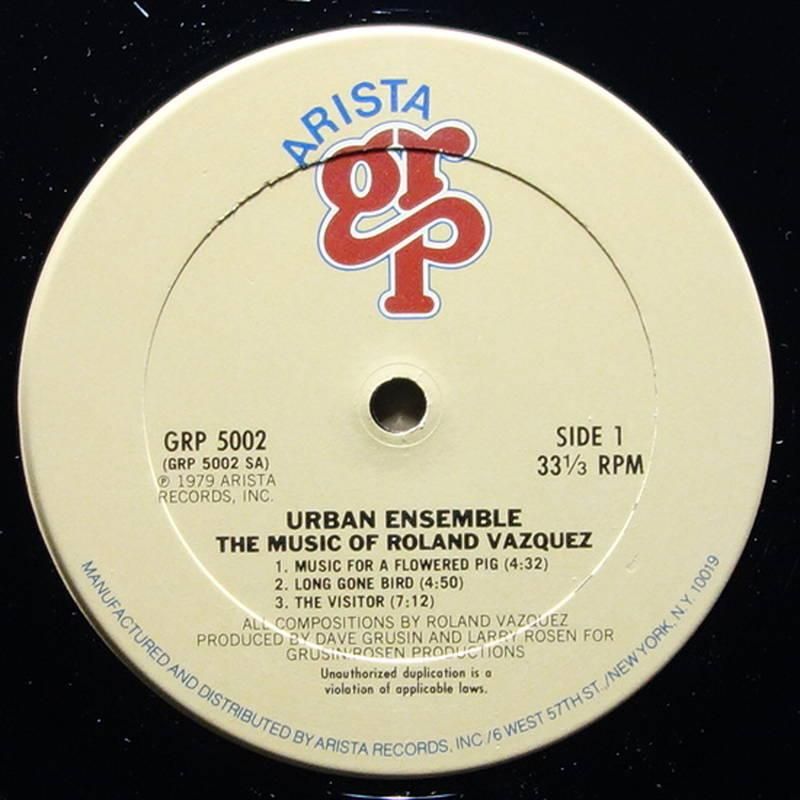 ARISTA
grp
GRP 5002
(GRP 5002 SA)
℗ 1979 ARISTA
RECORDS, INC.
SIDE 1
33⅓ RPM
URBAN ENSEMBLE
THE MUSIC OF ROLAND VAZQUEZ
1. MUSIC FOR A FLOWERED PIG (4:32)
2. LONG GONE BIRD (4:50)
3. THE VISITOR (7:12)
ALL COMPOSITIONS BY ROLAND VAZQUEZ
PRODUCED BY DAVE GRUSIN AND LARRY ROSEN FOR
GRUSIN/ROSEN PRODUCTIONS
Unauthorized duplication is a
violation of applicable laws.
MANUFACTURED AND DISTRIBUTED BY ARISTA RECORDS, INC./6 WEST 57TH ST., /NEW YORK, N.Y. 10019